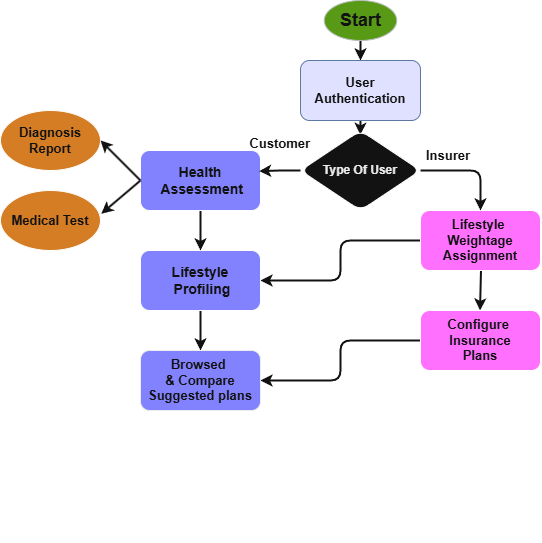 Start
User
Authentication
Customer
Type Of User
Insurer
Diagnosis
Report
Health
Assessment
Medical Test
Lifestyle
Weightage
Assignment
Lifestyle
Profiling
Configure
Insurance
Plans
Browsed
& Compare
Suggested plans